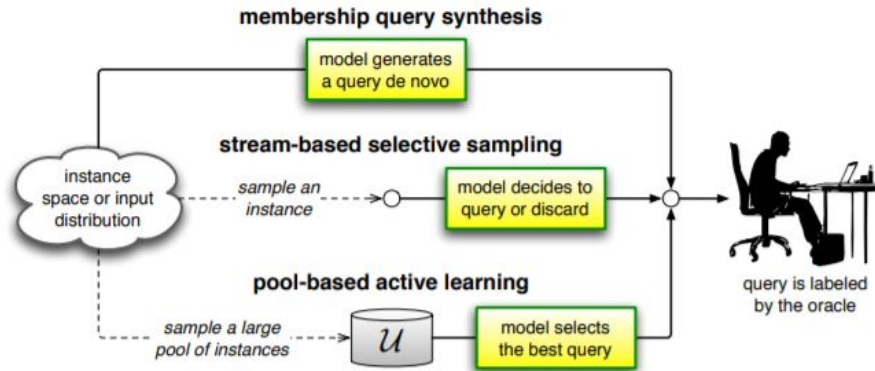 membership query synthesis
model generates
a query de novo
stream-based selective sampling
instance
space or input
distribution
sample an
instance
model decides to
query or discard
pool-based active learning
sample a large
pool of instances
U
model selects
the best query
query is labeled
by the oracle